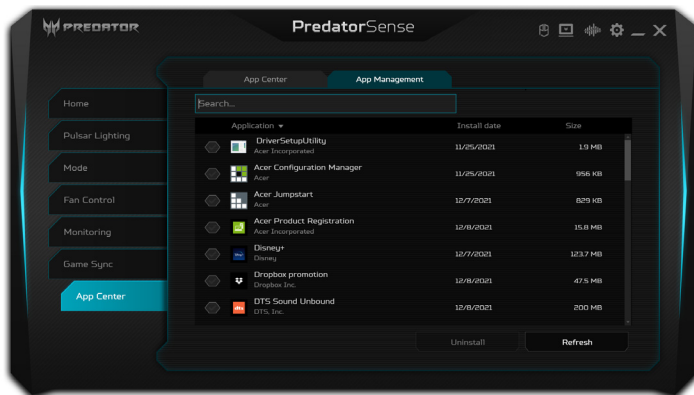 PREDATOR
PredatorSense
App Center
App Management
Home
Pulsar Lighting
Mode
Fan Control
Monitoring
Game Sync
App Center
Search...
Application Install date Size
DriverSetupUtility
Acer Incorporated
11/25/2021 1.9 MB
Acer Configuration Manager
Acer
11/25/2021 956 KB
Acer Jumpstart
Acer
12/7/2021 829 KB
Acer Product Registration
Acer Incorporated
12/8/2021 15.8 MB
Disney+
Disney
12/7/2021 123.7 MB
Dropbox promotion
Dropbox Inc.
12/8/2021 47.5 MB
dts
DTS Sound Unbound
DTS, Inc.
12/8/2021 200 MB
Uninstall
Refresh